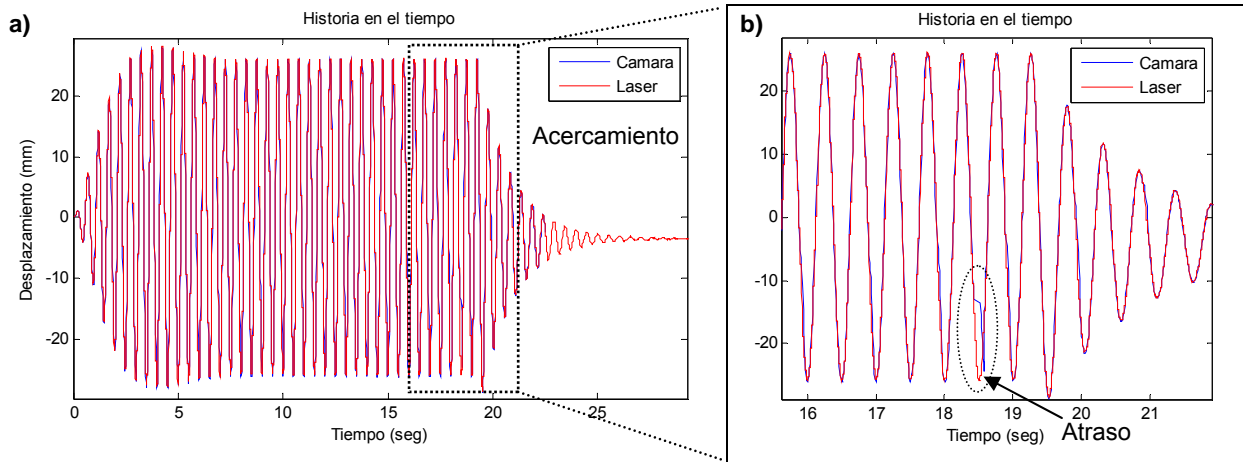 a)
Historia en el tiempo
Desplazamiento (mm)
20
10
0
-10
-20
0
5
10
15
20
25
Tiempo (seg)
Camara
Laser
Acercamiento
b)
Historia en el tiempo
20
10
0
-10
-20
16
17
18
19
20
21
Tiempo (seg)
Camara
Laser
Atraso